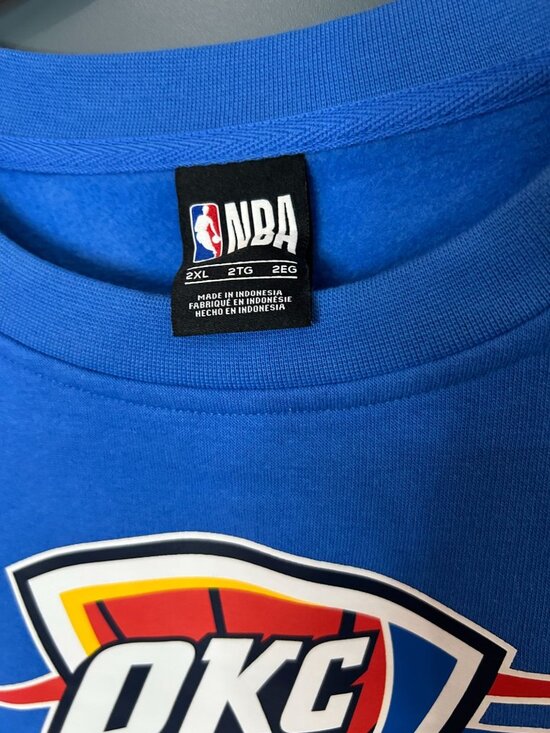 NBA
2XL 2TG 2EG
MADE IN INDONESIA
FABRIQUÉ EN INDONÉSIE
HECHO EN INDONESIA
OKC